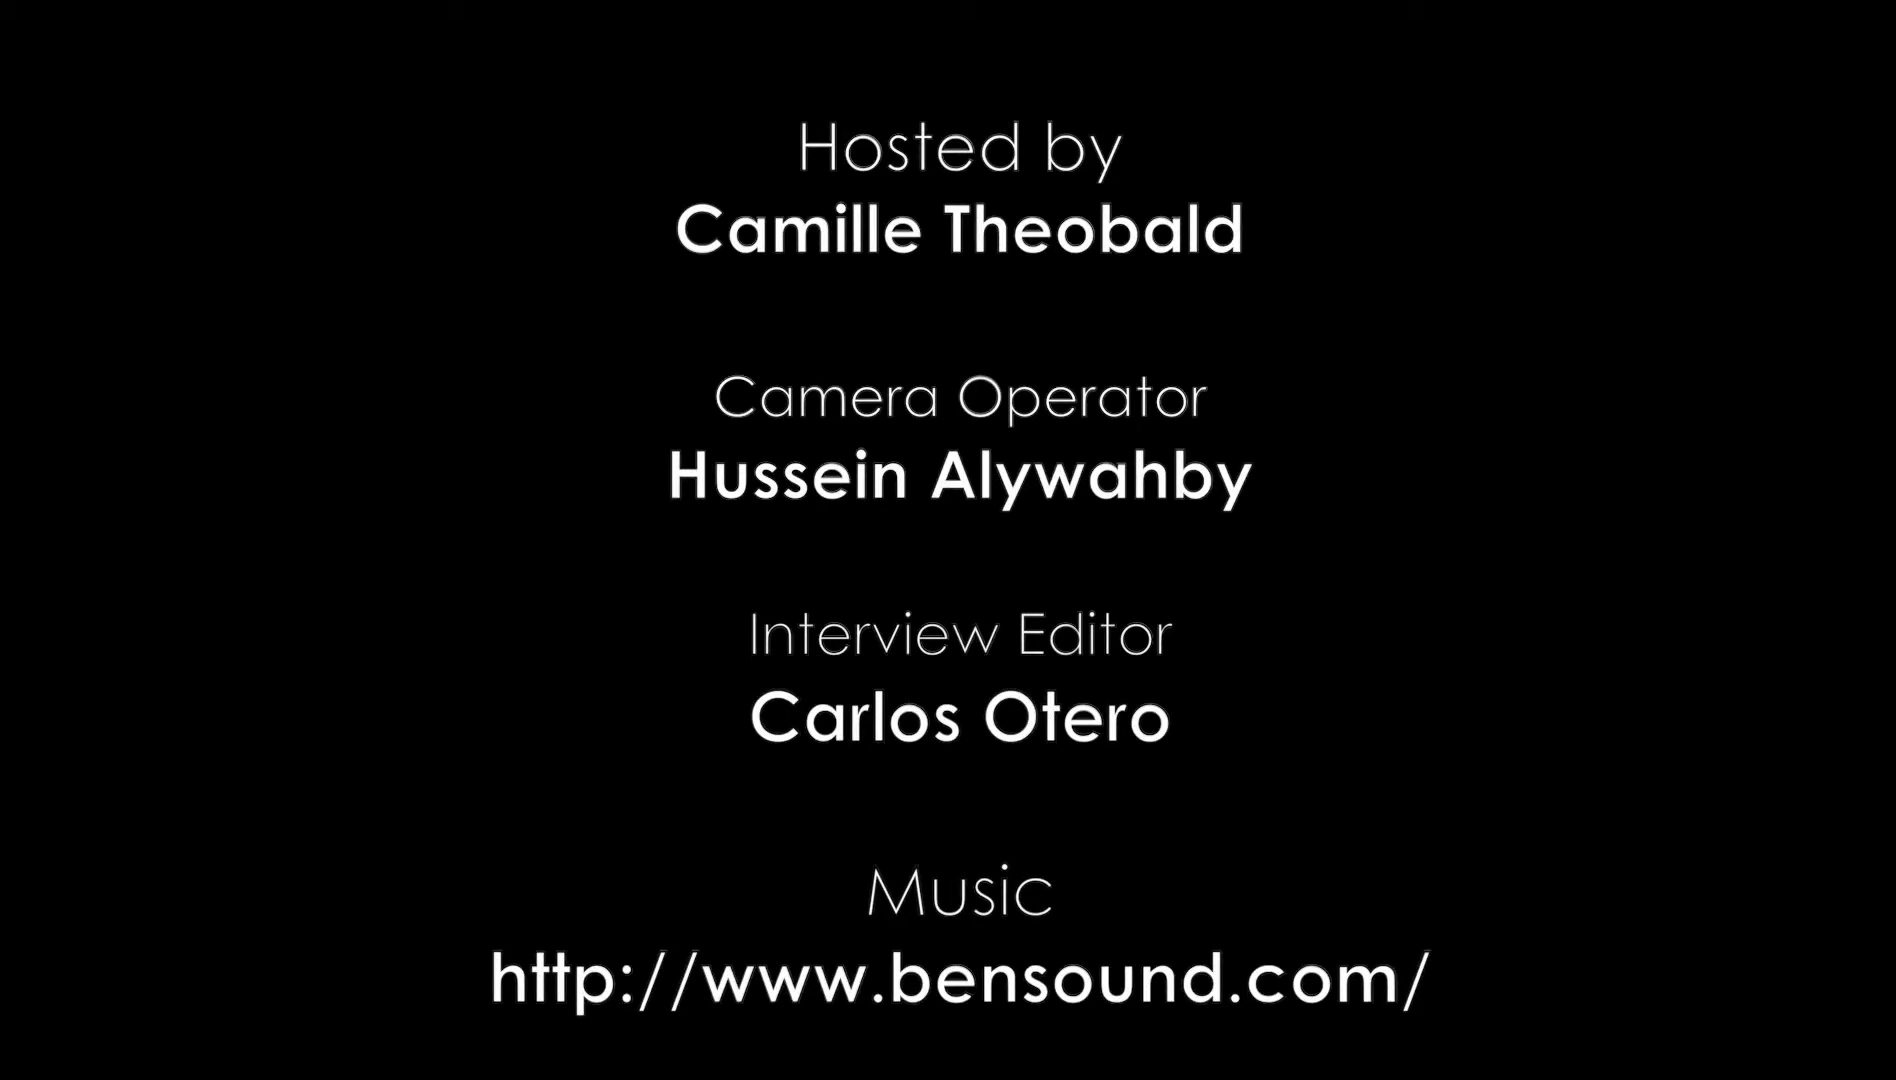 Hosted by
Camille Theobald
Camera Operator
Hussein Alywahby
Interview Editor
Carlos Otero
Music
http://www.bensound.com/